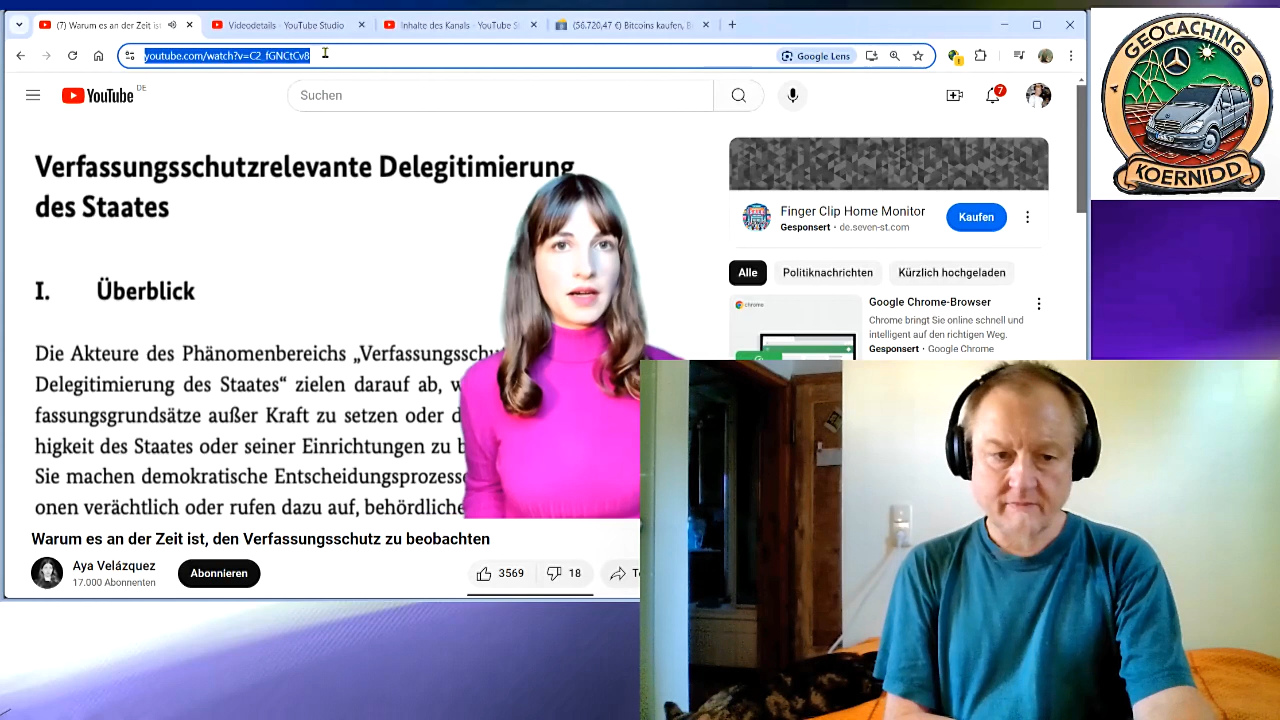 (7) Warum es an der Zeit ist
Videodetails - YouTube Studio
Inhalte des Kanals - YouTube S
(56.720,47 €) Bitcoins kaufen, B
youtube.com/watch?v=C2_fGNCtCv8
Google Lens
YouTube DE
Suchen
7
Verfassungsschutzrelevante Delegitimierung
des Staates
I. Überblick
Die Akteure des Phänomenbereichs „Verfassungsschu
Delegitimierung des Staates“ zielen darauf ab, w
fassungsgrundsätze außer Kraft zu setzen oder d
higkeit des Staates oder seiner Einrichtungen zu b
Sie machen demokratische Entscheidungsprozesse
onen verächtlich oder rufen dazu auf, behördliche
Warum es an der Zeit ist, den Verfassungsschutz zu beobachten
Aya Velázquez
17.000 Abonnenten
Abonnieren
3569
18
Finger Clip Home Monitor
Gesponsert · de.seven-st.com
Kaufen
Alle
Politiknachrichten
Kürzlich hochgeladen
chrome
Google Chrome-Browser
Chrome bringt Sie online schnell und
intelligent auf den richtigen Weg.
Gesponsert · Google Chrome
GEOCACHING
KOERNIDD